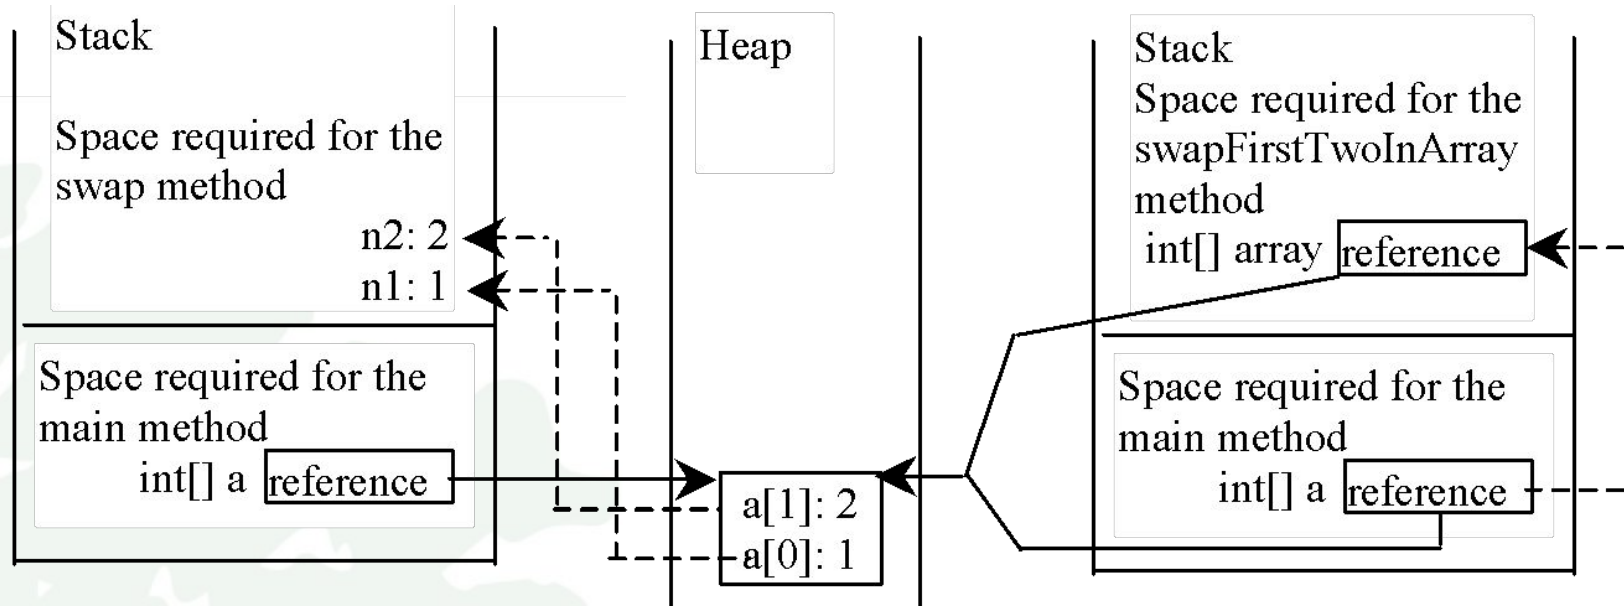 Stack
Space required for the
swap method
n2: 2
n1: 1
Space required for the
main method
int[] a reference
Heap
a[1]: 2
a[0]: 1
Stack
Space required for the
swapFirstTwoInArray
method
int[] array reference
Space required for the
main method
int[] a reference